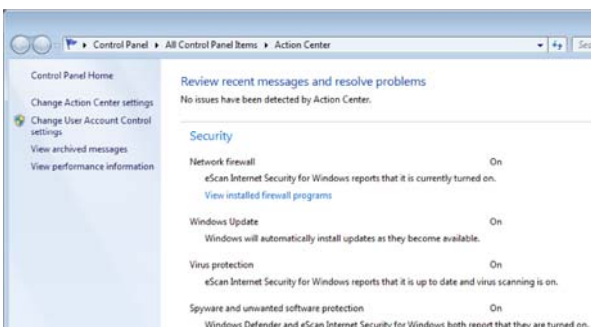 Control Panel ▸ All Control Panel Items ▸ Action Center
Control Panel Home
Change Action Center settings
Change User Account Control
settings
View archived messages
View performance information
Review recent messages and resolve problems
No issues have been detected by Action Center.
Security
Network firewall On
eScan Internet Security for Windows reports that it is currently turned on.
View installed firewall programs
Windows Update On
Windows will automatically install updates as they become available.
Virus protection On
eScan Internet Security for Windows reports that it is up to date and virus scanning is on.
Spyware and unwanted software protection On
Windows Defender and eScan Internet Security for Windows both report that they are turned on.